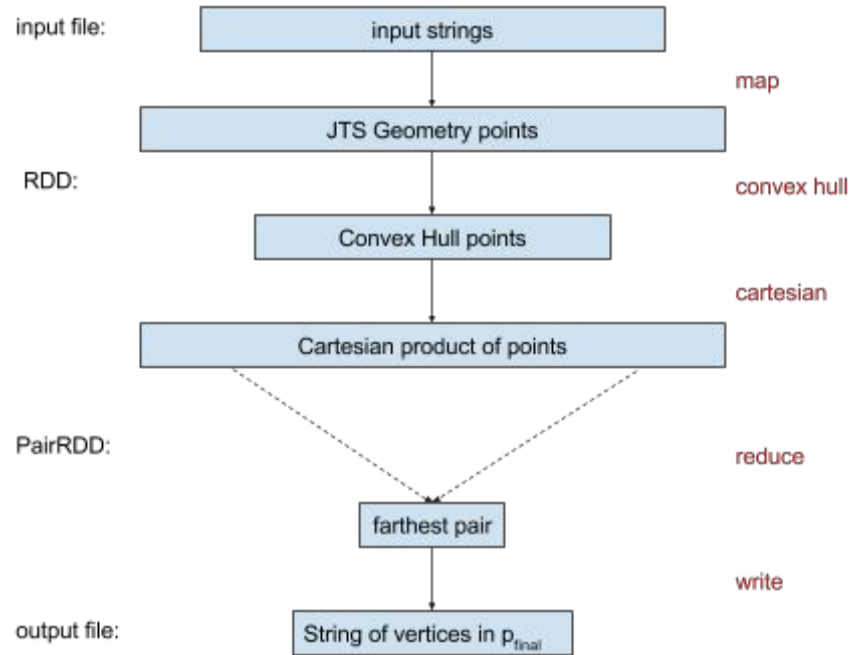 input file:
input strings
map
JTS Geometry points
RDD:
convex hull
Convex Hull points
cartesian
Cartesian product of points
PairRDD:
reduce
farthest pair
write
output file:
String of vertices in p_final